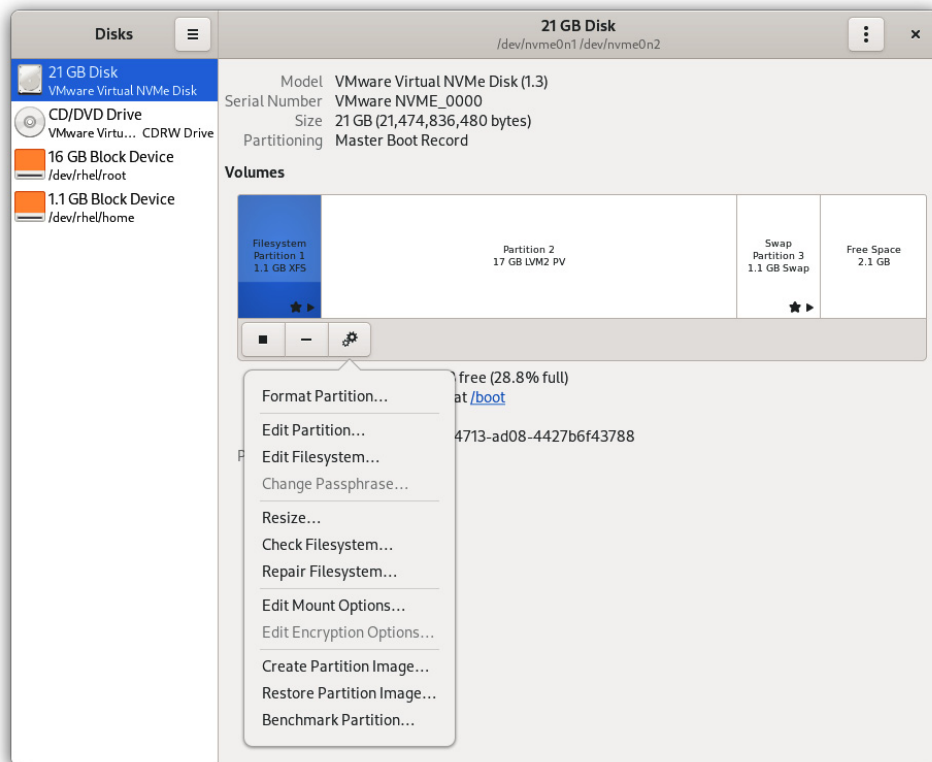 Disks
21 GB Disk
/dev/nvme0n1 /dev/nvme0n2
21 GB Disk
VMware Virtual NVMe Disk
CD/DVD Drive
VMware Virtu… CDRW Drive
16 GB Block Device
/dev/rhel/root
1.1 GB Block Device
/dev/rhel/home
Model VMware Virtual NVMe Disk (1.3)
Serial Number VMware NVME_0000
Size 21 GB (21,474,836,480 bytes)
Partitioning Master Boot Record
Volumes
Filesystem
Partition 1
1.1 GB XFS
Partition 2
17 GB LVM2 PV
Swap
Partition 3
1.1 GB Swap
Free Space
2.1 GB
free (28.8% full)
at /boot
4713-ad08-4427b6f43788
P
Format Partition…
Edit Partition…
Edit Filesystem…
Change Passphrase…
Resize…
Check Filesystem…
Repair Filesystem…
Edit Mount Options…
Edit Encryption Options…
Create Partition Image…
Restore Partition Image…
Benchmark Partition…